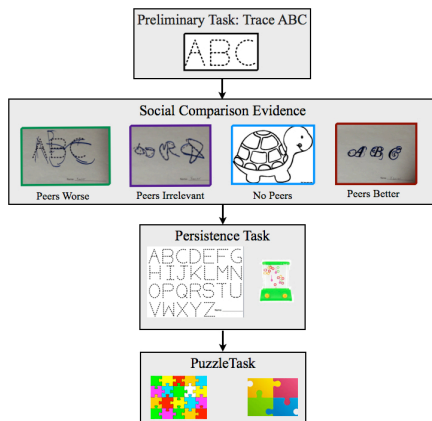 Preliminary Task: Trace ABC
ABC
Social Comparison Evidence
ABC
ABC
Peers Worse
Peers Irrelevant
No Peers
Peers Better
Persistence Task
ABCDEFG
HIJKLMN
OPQRSTU
VWXYZ
PuzzleTask